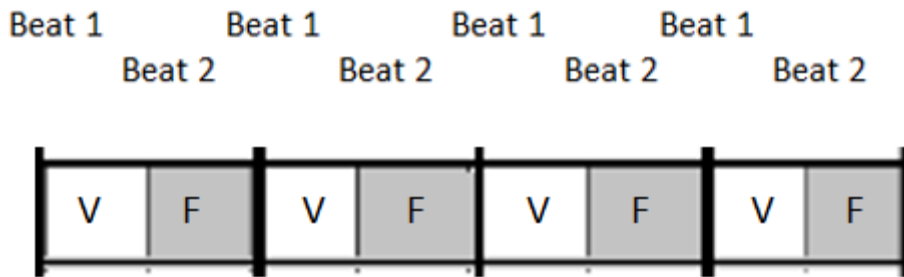 Beat 1 Beat 1 Beat 1 Beat 1
Beat 2 Beat 2 Beat 2 Beat 2
V F V F V F V F